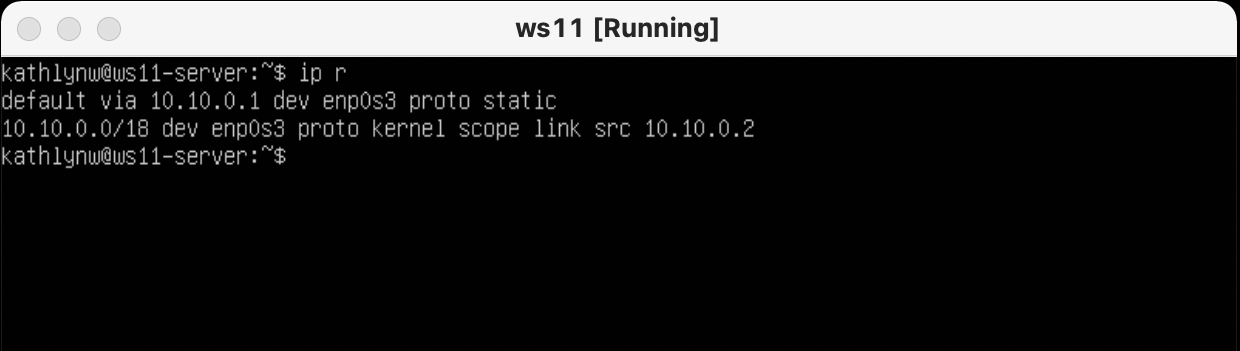 ws11 [Running]
kathlynw@ws11-server:~$ ip r
default via 10.10.0.1 dev enp0s3 proto static
10.10.0.0/18 dev enp0s3 proto kernel scope link src 10.10.0.2
kathlynw@ws11-server:~$